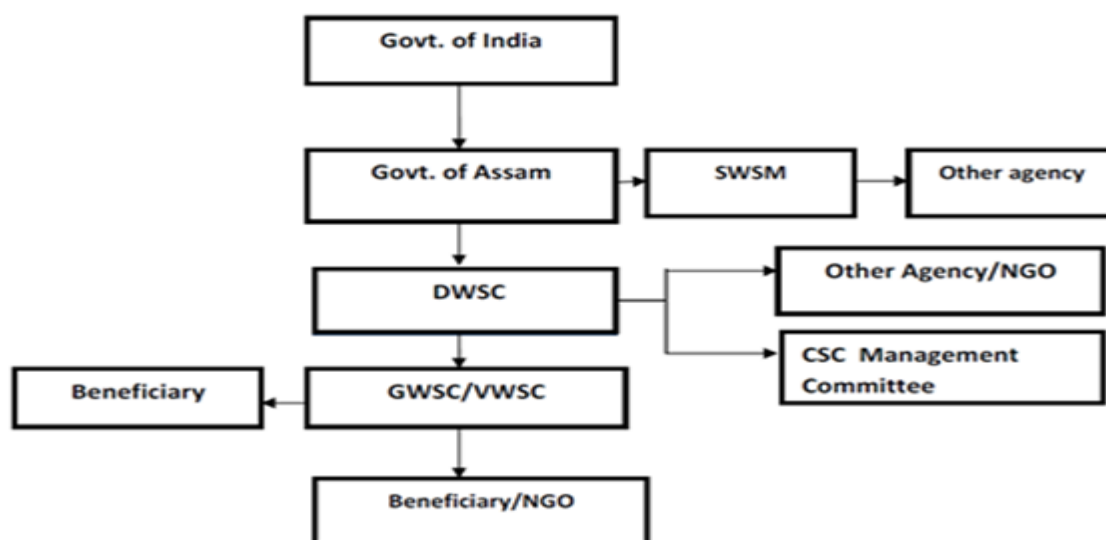 Govt. of India
Govt. of Assam
SWSM
Other agency
DWSC
Other Agency/NGO
CSC Management
Committee
Beneficiary
GWSC/VWSC
Beneficiary/NGO